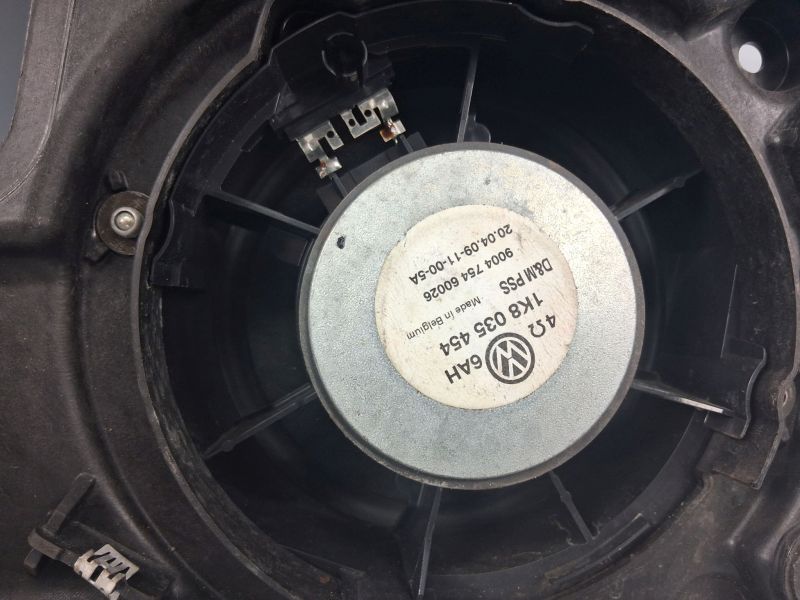 6AH
4Ω
1K8 035 454
Made in Belgium
D&M PSS
9004 754 60026
20.04.09-11-00-5A